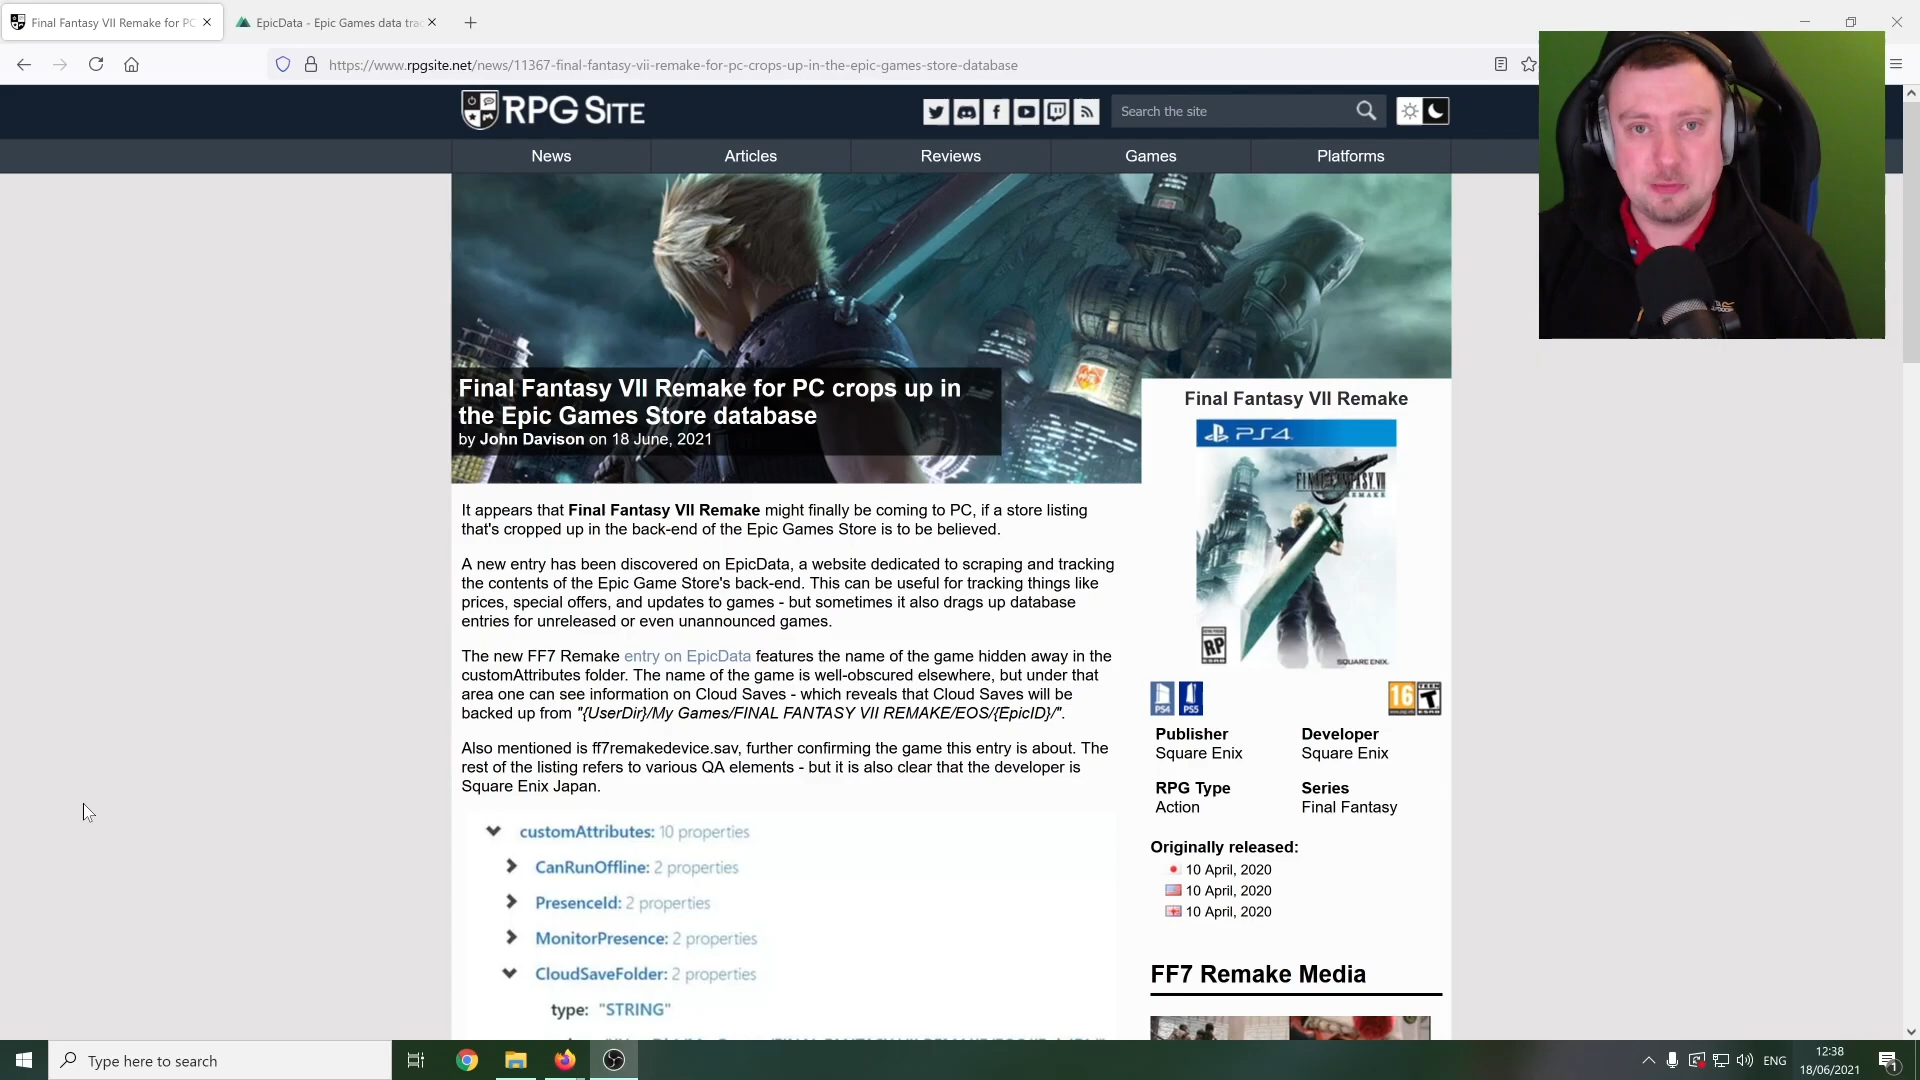 Final Fantasy VII Remake for PC
EpicData - Epic Games data tra
https://www.rpgsite.net/news/11367-final-fantasy-vii-remake-for-pc-crops-up-in-the-epic-games-store-database
RPG SITE
Search the site
News
Articles
Reviews
Games
Platforms
Final Fantasy VII Remake for PC crops up in
the Epic Games Store database
by John Davison on 18 June, 2021
It appears that Final Fantasy VII Remake might finally be coming to PC, if a store listing
that's cropped up in the back-end of the Epic Games Store is to be believed.
A new entry has been discovered on EpicData, a website dedicated to scraping and tracking
the contents of the Epic Game Store's back-end. This can be useful for tracking things like
prices, special offers, and updates to games - but sometimes it also drags up database
entries for unreleased or even unannounced games.
The new FF7 Remake entry on EpicData features the name of the game hidden away in the
customAttributes folder. The name of the game is well-obscured elsewhere, but under that
area one can see information on Cloud Saves - which reveals that Cloud Saves will be
backed up from "{UserDir}/My Games/FINAL FANTASY VII REMAKE/EOS/{EpicID}/".
Also mentioned is ff7remakedevice.sav, further confirming the game this entry is about. The
rest of the listing refers to various QA elements - but it is also clear that the developer is
Square Enix Japan.
customAttributes: 10 properties
CanRunOffline: 2 properties
PresenceId: 2 properties
MonitorPresence: 2 properties
CloudSaveFolder: 2 properties
type: "STRING"
Final Fantasy VII Remake
PS4
FINAL FANTASY VII
REMAKE
RP
SQUARE ENIX.
PS4
PS5
16
T
Publisher
Square Enix
Developer
Square Enix
RPG Type
Action
Series
Final Fantasy
Originally released:
10 April, 2020
10 April, 2020
10 April, 2020
FF7 Remake Media
Type here to search
ENG
12:38
18/06/2021
1